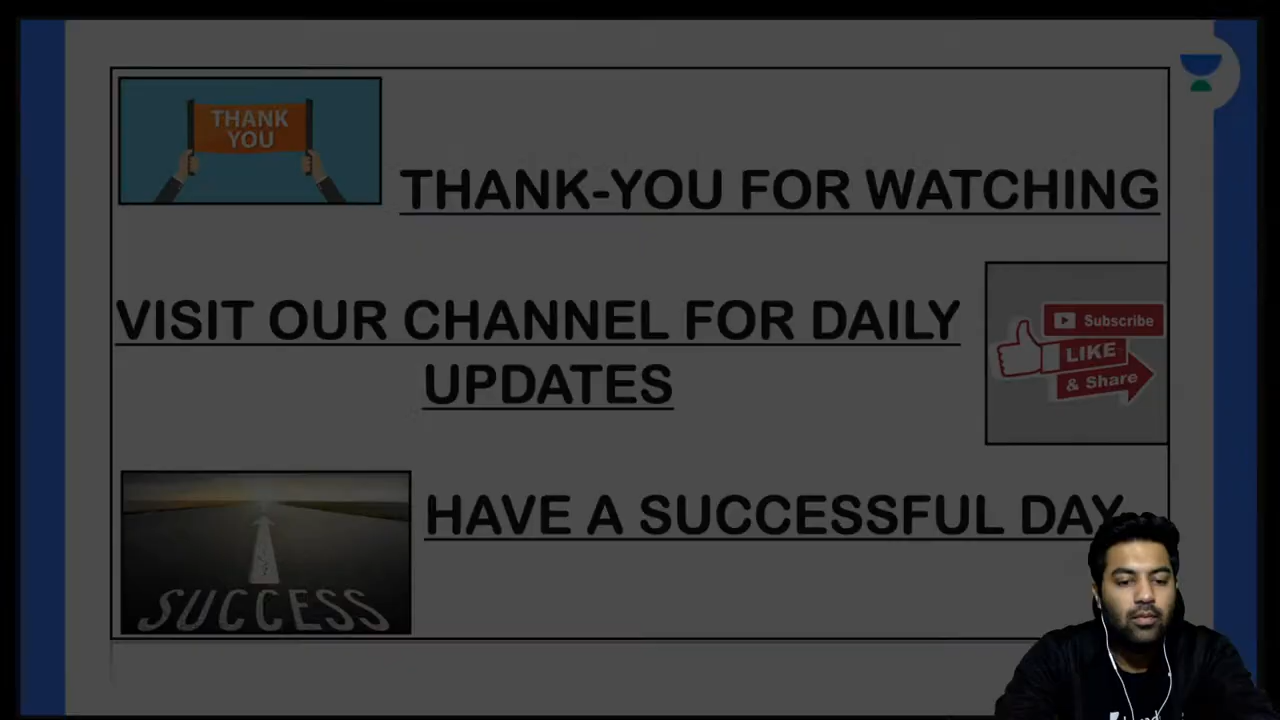 THANK
YOU
THANK-YOU FOR WATCHING
VISIT OUR CHANNEL FOR DAILY
UPDATES
Subscribe
LIKE
& Share
HAVE A SUCCESSFUL DAY
SUCCESS